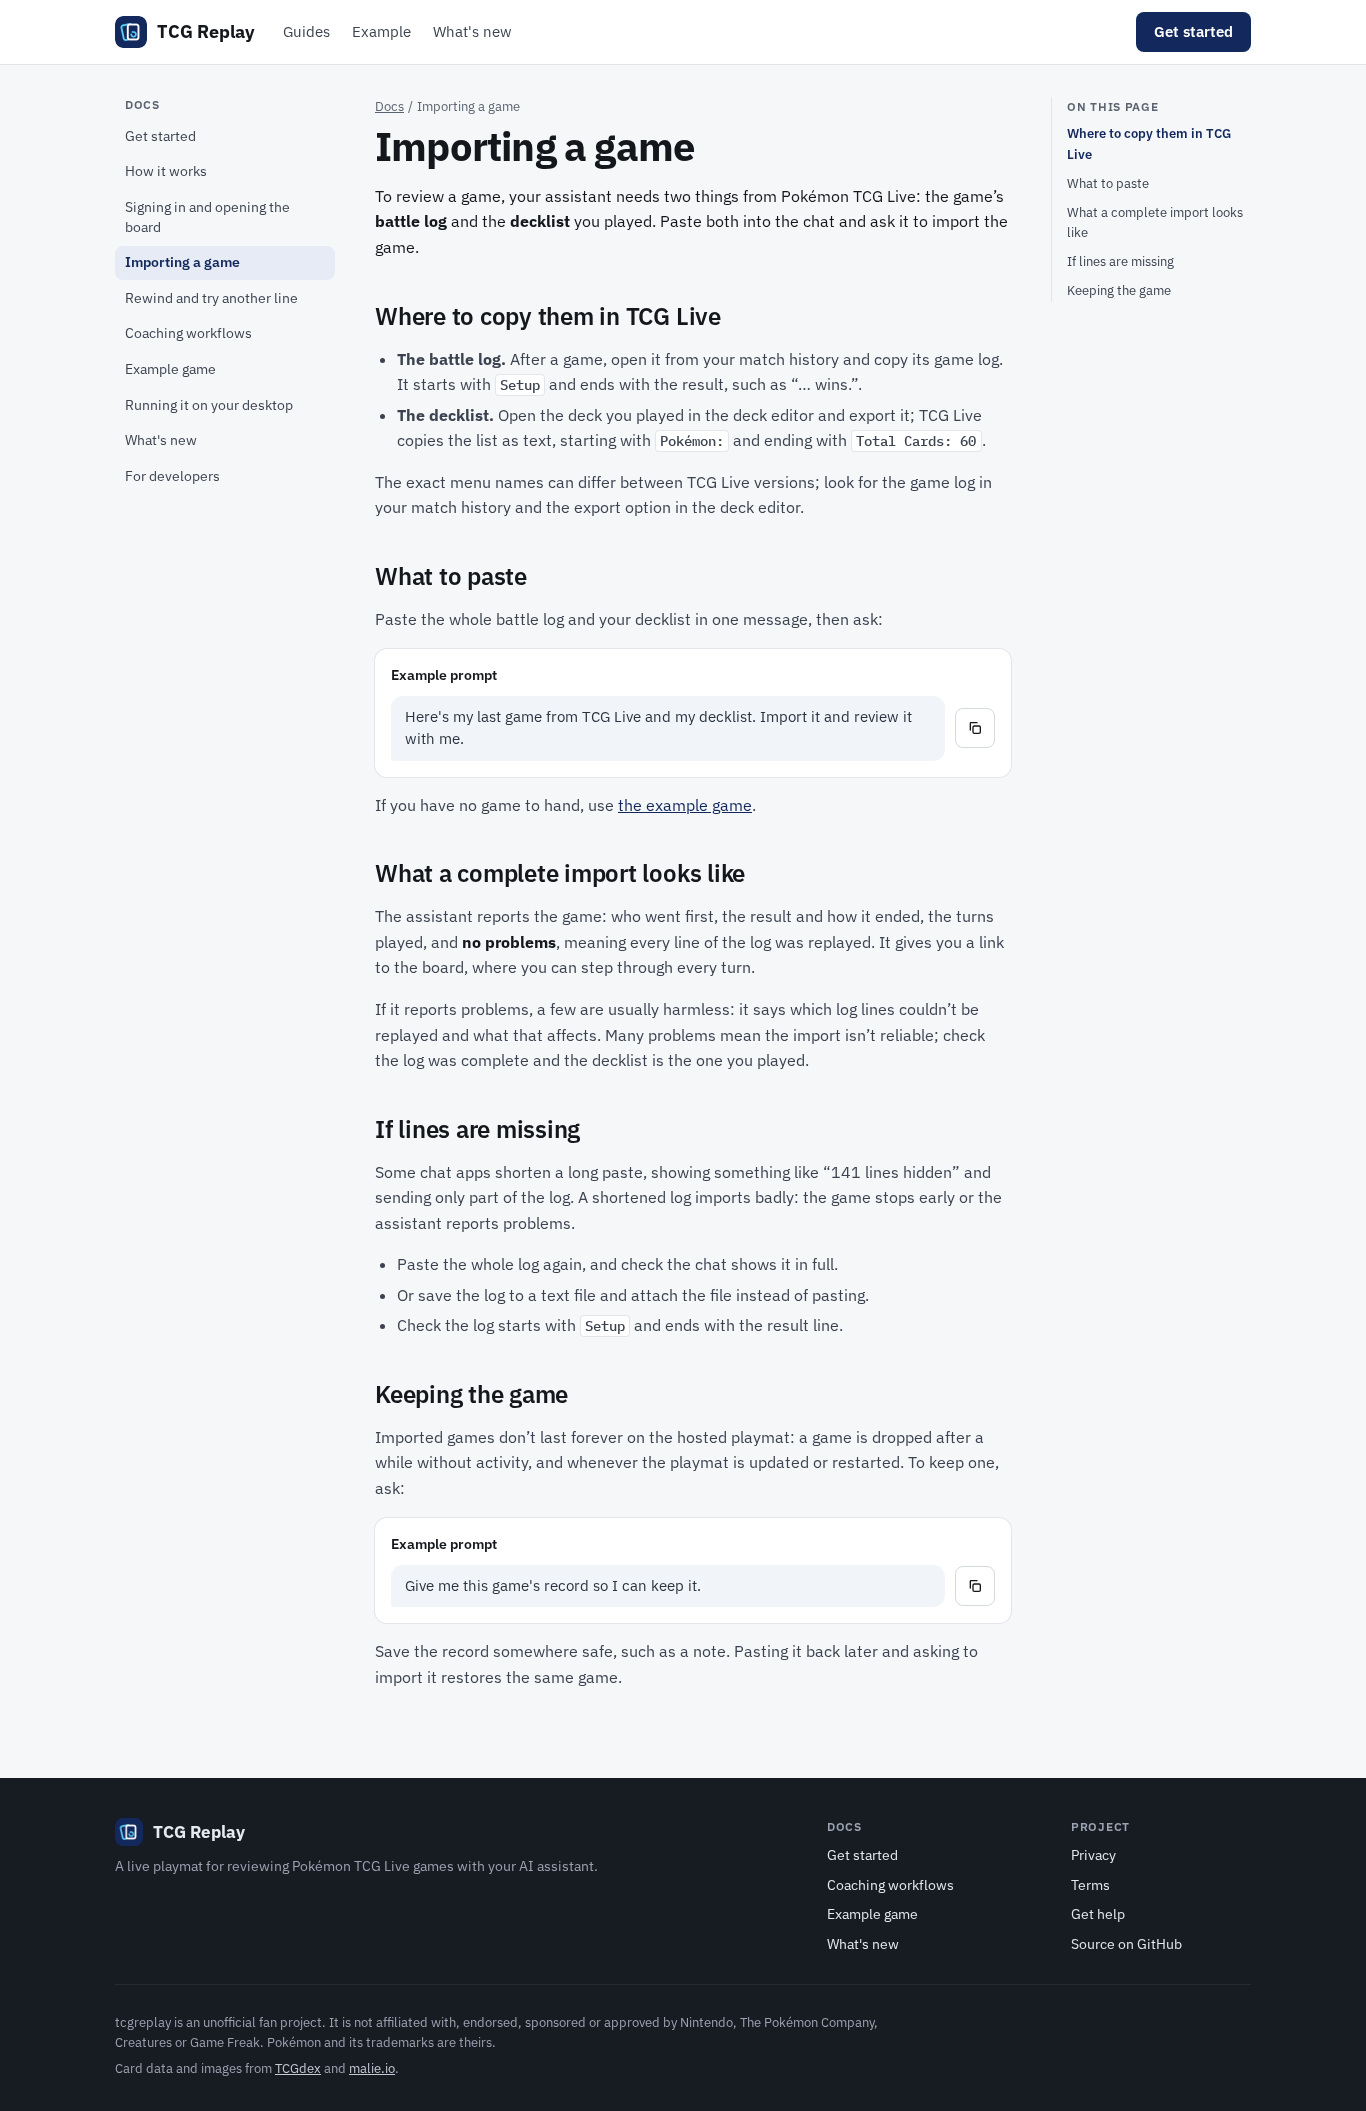 TCG Replay
Guides
Example
What's new
Get started
DOCS
Get started
How it works
Signing in and opening the
board
Importing a game
Rewind and try another line
Coaching workflows
Example game
Running it on your desktop
What's new
For developers
Docs / Importing a game
Importing a game
To review a game, your assistant needs two things from Pokémon TCG Live: the game’s
battle log and the decklist you played. Paste both into the chat and ask it to import the
game.
Where to copy them in TCG Live
• The battle log. After a game, open it from your match history and copy its game log.
It starts with Setup and ends with the result, such as “… wins.”.
• The decklist. Open the deck you played in the deck editor and export it; TCG Live
copies the list as text, starting with Pokémon: and ending with Total Cards: 60.
The exact menu names can differ between TCG Live versions; look for the game log in
your match history and the export option in the deck editor.
What to paste
Paste the whole battle log and your decklist in one message, then ask:
Example prompt
Here's my last game from TCG Live and my decklist. Import it and review it
with me.
If you have no game to hand, use the example game.
What a complete import looks like
The assistant reports the game: who went first, the result and how it ended, the turns
played, and no problems, meaning every line of the log was replayed. It gives you a link
to the board, where you can step through every turn.
If it reports problems, a few are usually harmless: it says which log lines couldn’t be
replayed and what that affects. Many problems mean the import isn’t reliable; check
the log was complete and the decklist is the one you played.
If lines are missing
Some chat apps shorten a long paste, showing something like “141 lines hidden” and
sending only part of the log. A shortened log imports badly: the game stops early or the
assistant reports problems.
• Paste the whole log again, and check the chat shows it in full.
• Or save the log to a text file and attach the file instead of pasting.
• Check the log starts with Setup and ends with the result line.
Keeping the game
Imported games don’t last forever on the hosted playmat: a game is dropped after a
while without activity, and whenever the playmat is updated or restarted. To keep one,
ask:
Example prompt
Give me this game's record so I can keep it.
Save the record somewhere safe, such as a note. Pasting it back later and asking to
import it restores the same game.
ON THIS PAGE
Where to copy them in TCG
Live
What to paste
What a complete import looks
like
If lines are missing
Keeping the game
TCG Replay
A live playmat for reviewing Pokémon TCG Live games with your AI assistant.
DOCS
Get started
Coaching workflows
Example game
What's new
PROJECT
Privacy
Terms
Get help
Source on GitHub
tcgreplay is an unofficial fan project. It is not affiliated with, endorsed, sponsored or approved by Nintendo, The Pokémon Company,
Creatures or Game Freak. Pokémon and its trademarks are theirs.
Card data and images from TCGdex and malie.io.